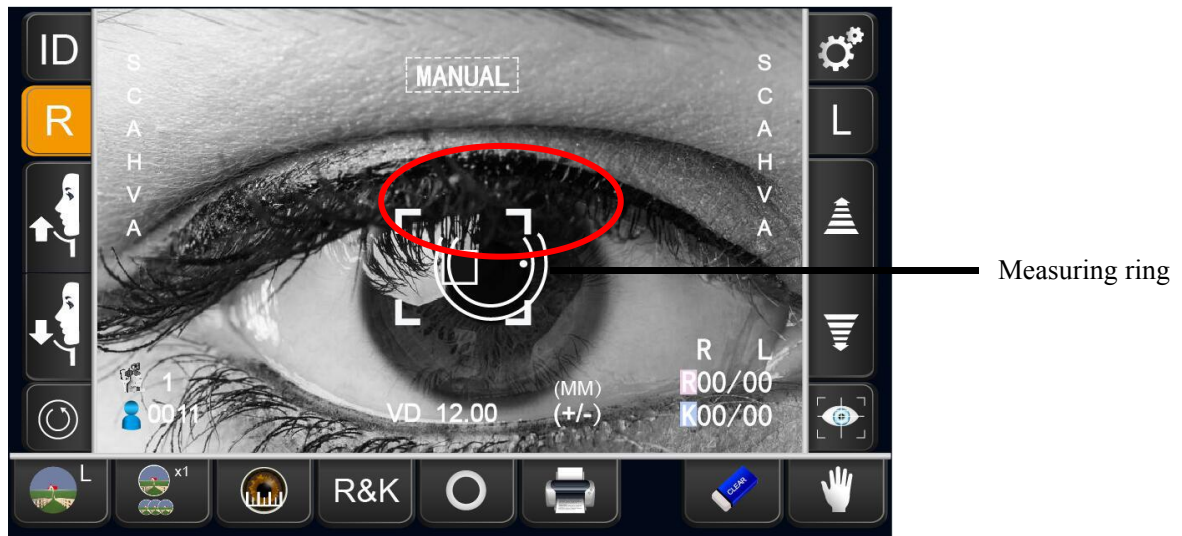 ID
R
S
C
A
H
V
A
MANUAL
S
C
A
H
V
A
L
Measuring ring
1
0011
VD 12.00
(MM)
(+/-)
R L
R00/00
K00/00
L
x1
R&K
CLEAR